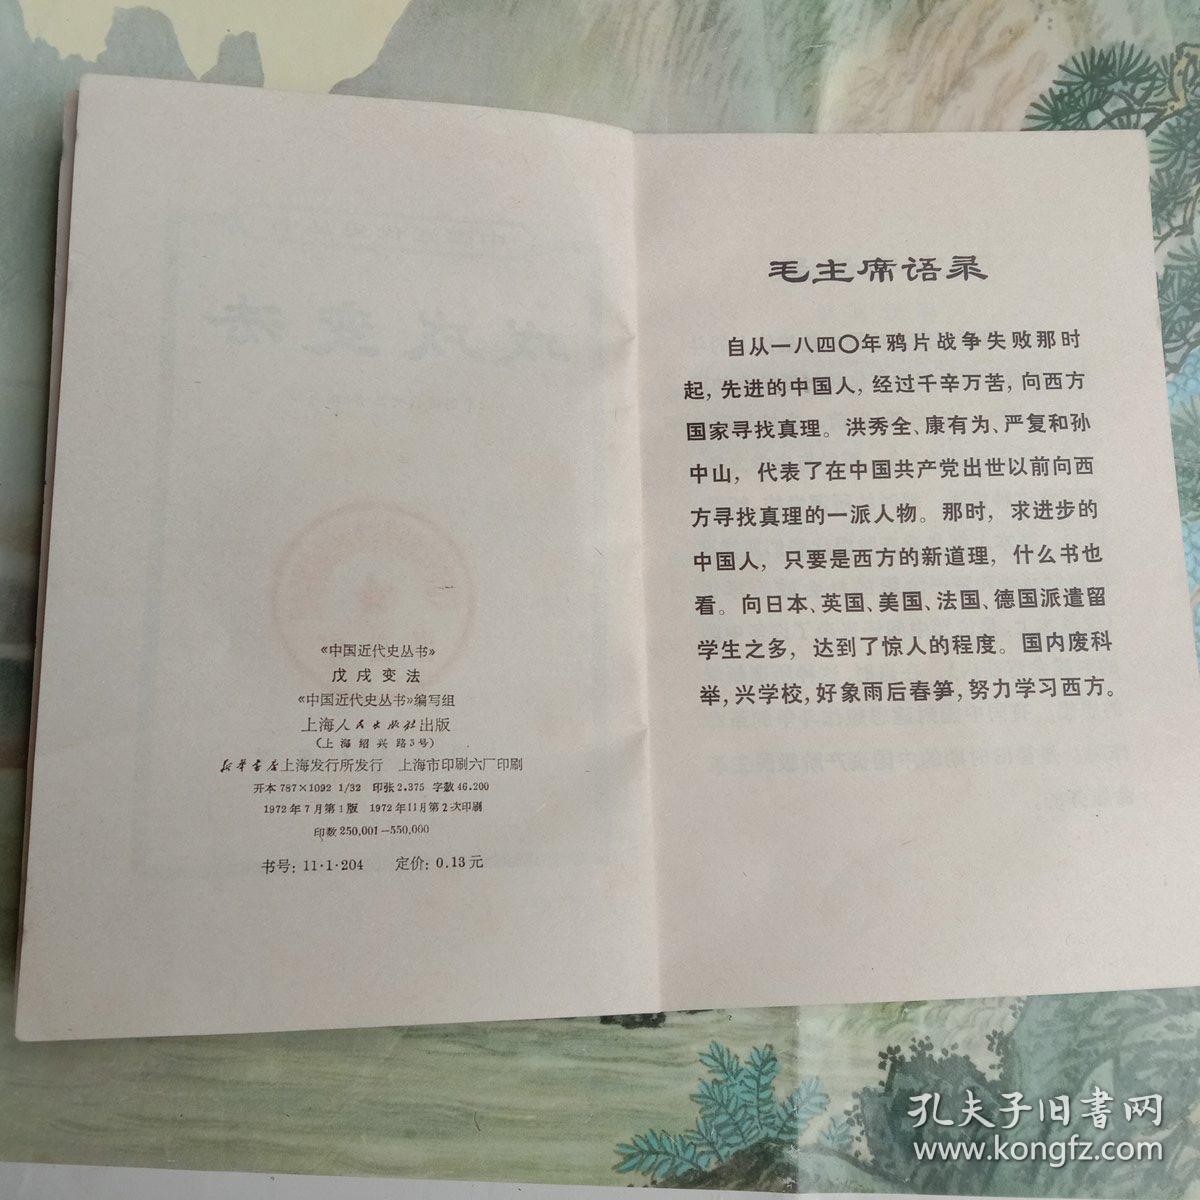 《中国近代史丛书》
戊戌变法
《中国近代史丛书》编写组
上海人民出版社出版
(上海绍兴路5号)
新华书店上海发行所发行 上海市印刷六厂印刷
开本 787×1092 1/32 印张 2.375 字数 46.200
1972年7月第1版 1972年11月第2次印刷
印数 250,001—550,000
书号: 11·1·204 定价: 0.13元
毛主席语录
自从一八四〇年鸦片战争失败那时
起,先进的中国人,经过千辛万苦,向西方
国家寻找真理。洪秀全、康有为、严复和孙
中山,代表了在中国共产党出世以前向西
方寻找真理的一派人物。那时,求进步的
中国人,只要是西方的新道理,什么书也
看。向日本、英国、美国、法国、德国派遣留
学生之多,达到了惊人的程度。国内废科
举,兴学校,好象雨后春笋,努力学习西方。
孔夫子旧书网
www.kongfz.com